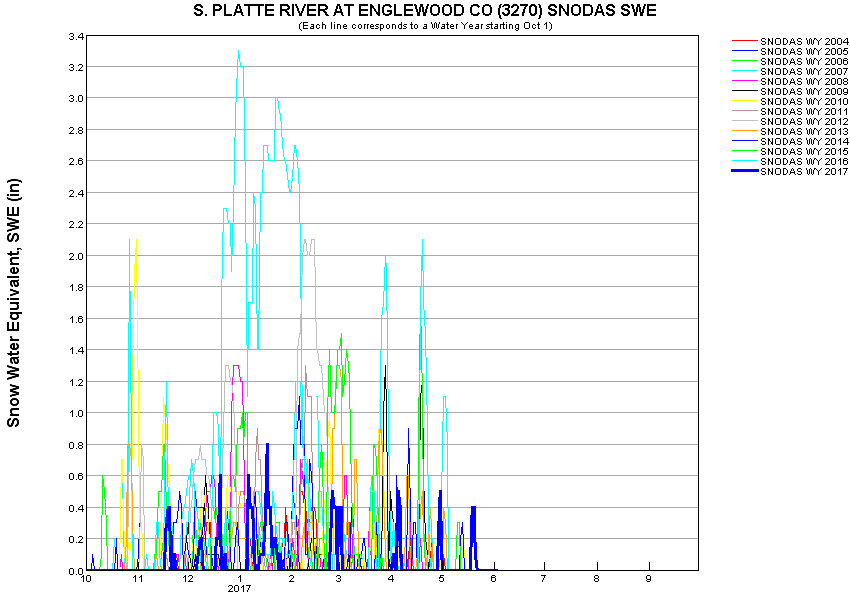 S. PLATTE RIVER AT ENGLEWOOD CO (3270) SNODAS SWE
(Each line corresponds to a Water Year starting Oct 1)
Snow Water Equivalent, SWE (in)
3.4
3.2
3.0
2.8
2.6
2.4
2.2
2.0
1.8
1.6
1.4
1.2
1.0
0.8
0.6
0.4
0.2
0.0
10 11 12 1 2 3 4 5 6 7 8 9
2017
SNODAS WY 2004
SNODAS WY 2005
SNODAS WY 2006
SNODAS WY 2007
SNODAS WY 2008
SNODAS WY 2009
SNODAS WY 2010
SNODAS WY 2011
SNODAS WY 2012
SNODAS WY 2013
SNODAS WY 2014
SNODAS WY 2015
SNODAS WY 2016
SNODAS WY 2017